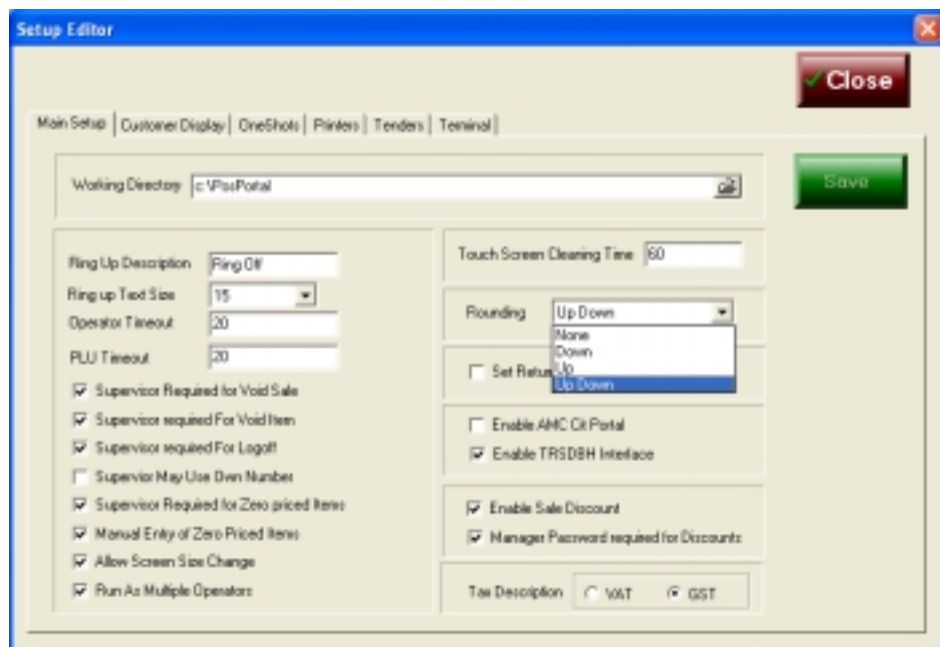 Setup Editor
Close
Main Setup Customer Display OneShots Printers Tenders Terminal
Working Directory c:\PosPortal
Save
Ring Up Description Ring Off
Ring up Text Size 15
Operator Timeout 20
PLU Timeout 20
Supervisor Required for Void Sale
Supervisor required For Void Item
Supervisor required For Logoff
Supervior May Use Own Number
Supervisor Required for Zero priced Items
Manual Entry of Zero Priced Items
Allow Screen Size Change
Run As Multiple Operators
Touch Screen Cleaning Time 60
Rounding Up Down
None
Down
Up
Up Down
Set Retur
Enable AMC Cit Portal
Enable TRSDBH Interface
Enable Sale Discount
Manager Password required for Discounts
Tax Description VAT GST